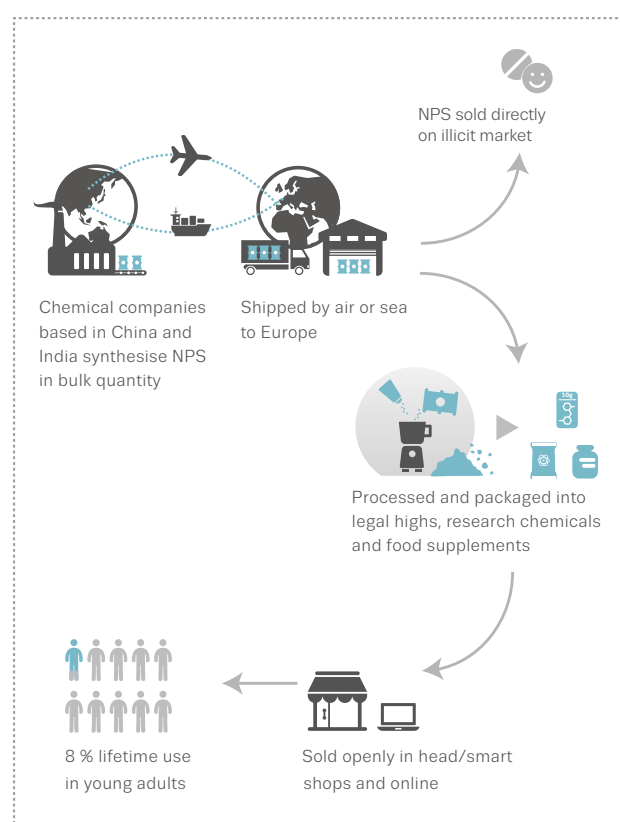 NPS sold directly
on illicit market
Chemical companies
based in China and
India synthesise NPS
in bulk quantity
Shipped by air or sea
to Europe
10g
Processed and packaged into
legal highs, research chemicals
and food supplements
8 % lifetime use
in young adults
Sold openly in head/smart
shops and online